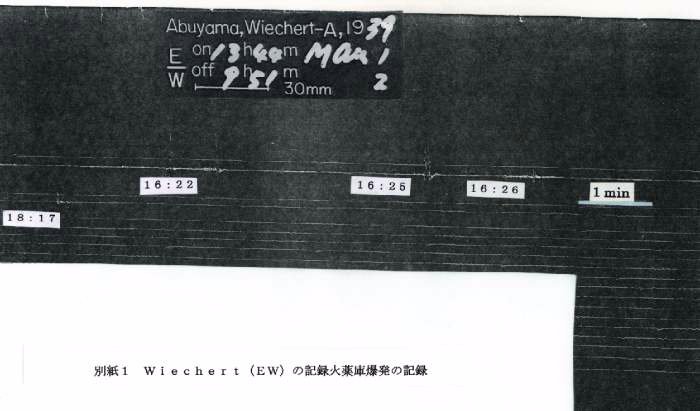 Abuyama, Wiechert-A, 1939
E/W on 13h 44m Mar 1
off 9h 51m 2
30mm
16:22
16:25
16:26
1 min
18:17
別紙1 Wiechert(EW)の記録火薬庫爆発の記録